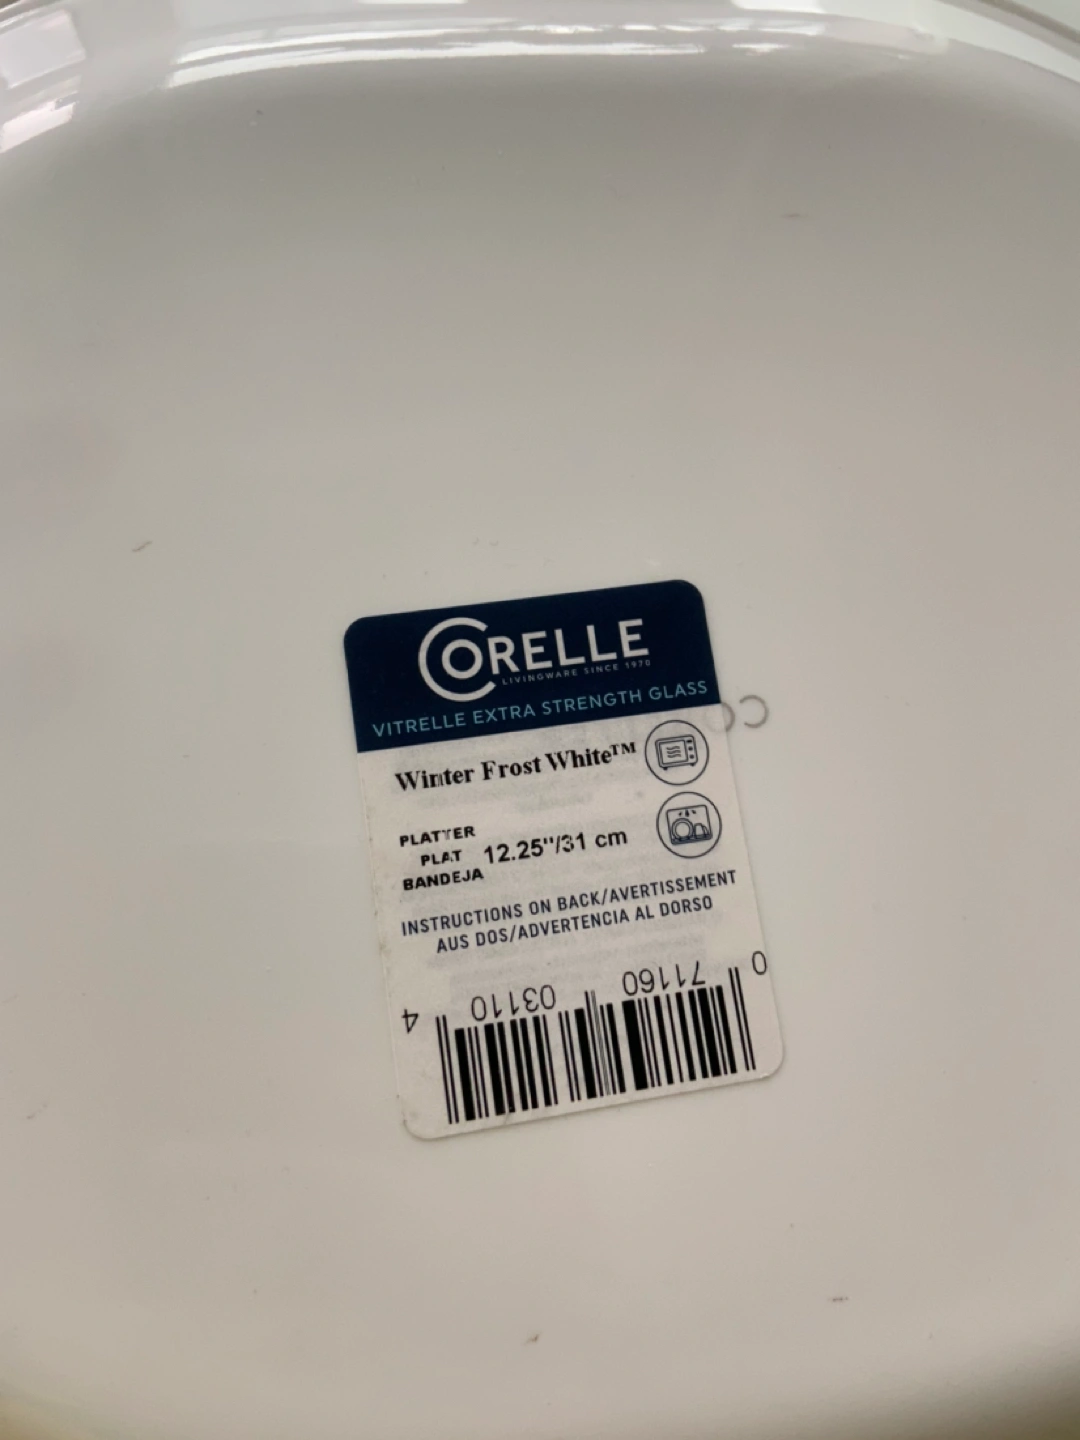 CORELLE
LIVINGWARE SINCE 1970
VITRELLE EXTRA STRENGTH GLASS
Winter Frost White™
PLATTER
PLAT
BANDEJA
12.25"/31 cm
INSTRUCTIONS ON BACK/AVERTISSEMENT
AUS DOS/ADVERTENCIA AL DORSO
0 71160 03110 4